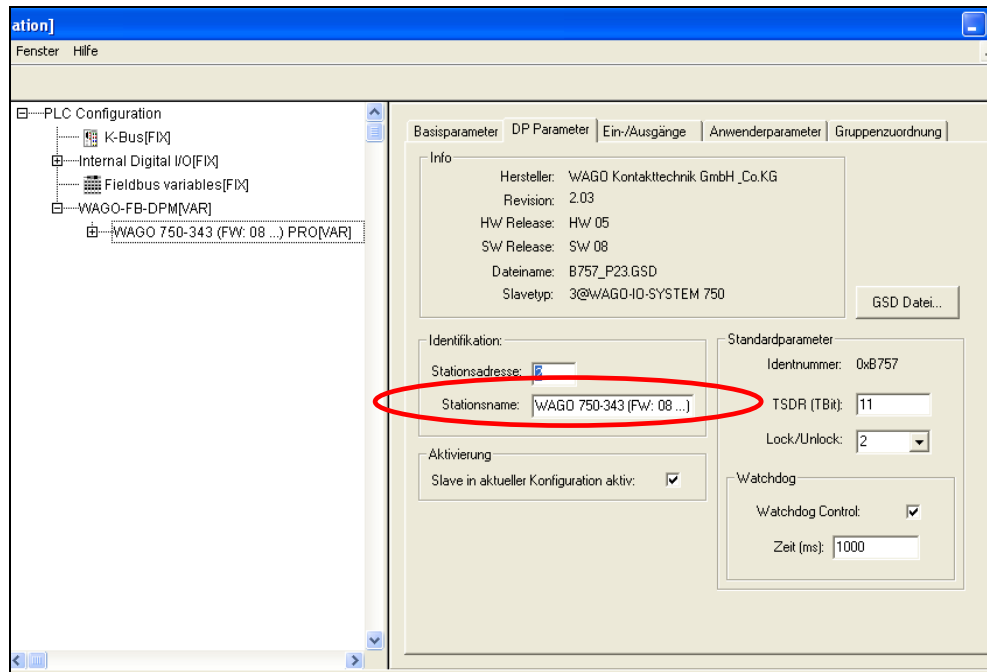 ation]
Fenster Hilfe
PLC Configuration
K-Bus[FIX]
Internal Digital I/O[FIX]
Fieldbus variables[FIX]
WAGO-FB-DPM[VAR]
WAGO 750-343 (FW: 08 ...) PRO[VAR]
Basisparameter DP Parameter Ein-/Ausgänge Anwenderparameter Gruppenzuordnung
Info
Hersteller: WAGO Kontakttechnik GmbH _Co.KG
Revision: 2.03
HW Release: HW 05
SW Release: SW 08
Dateiname: B757_P23.GSD
Slavetyp: 3@WAGO-IO-SYSTEM 750
GSD Datei...
Identifikation:
Stationsadresse: 2
Stationsname: WAGO 750-343 (FW: 08 ...)
Aktivierung
Slave in aktueller Konfiguration aktiv:
Standardparameter
Identnummer: 0xB757
TSDR (TBit): 11
Lock/Unlock: 2
Watchdog
Watchdog Control:
Zeit (ms): 1000